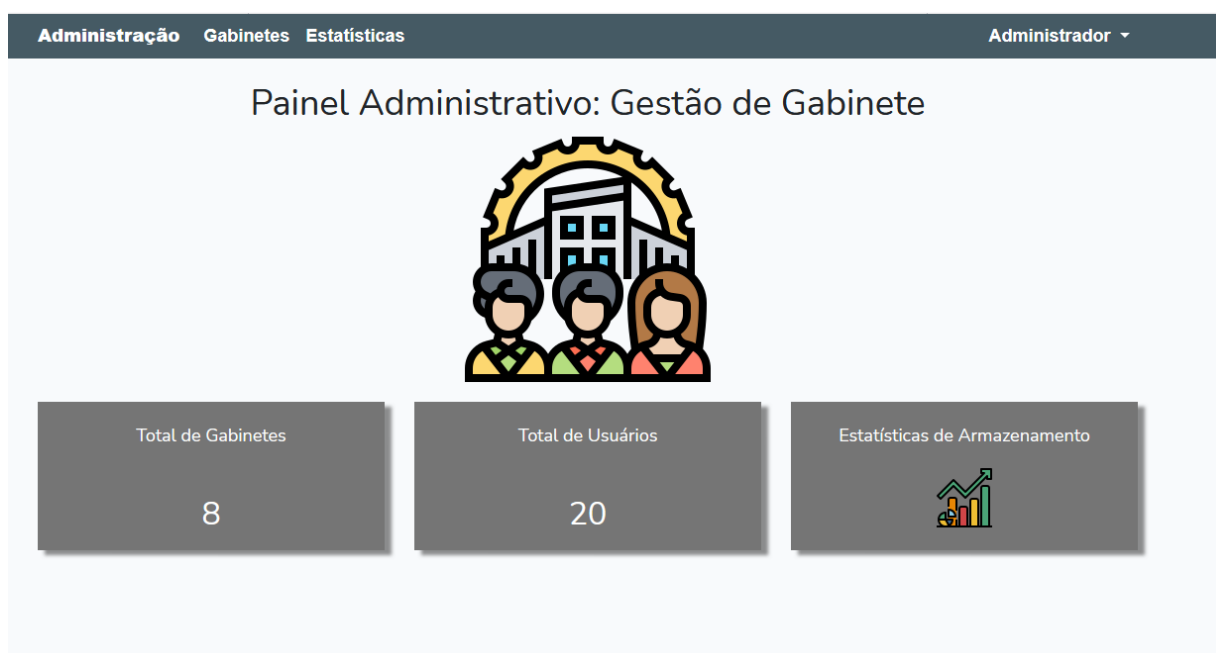 Administração Gabinetes Estatísticas Administrador
Painel Administrativo: Gestão de Gabinete
Total de Gabinetes Total de Usuários Estatísticas de Armazenamento
8 20